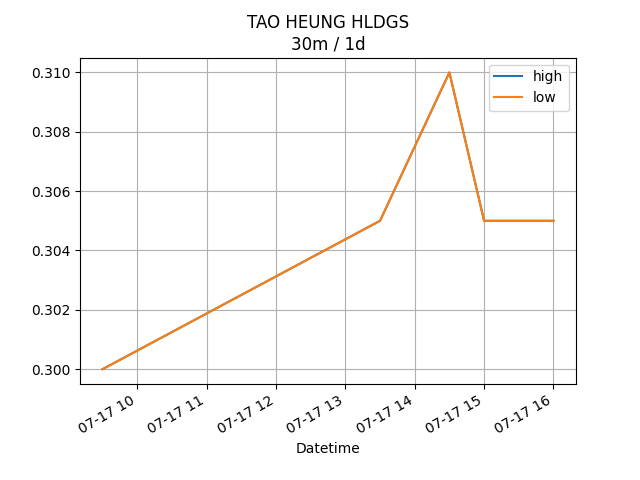 TAO HEUNG HLDGS
30m / 1d
high
low
0.310
0.308
0.306
0.304
0.302
0.300
07-17 10
07-17 11
07-17 12
07-17 13
07-17 14
07-17 15
07-17 16
Datetime